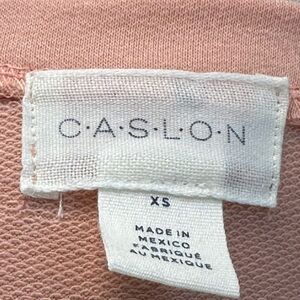 C·A·S·L·O·N
XS
MADE IN
MEXICO
FABRIQUÉ
AU MEXIQUE